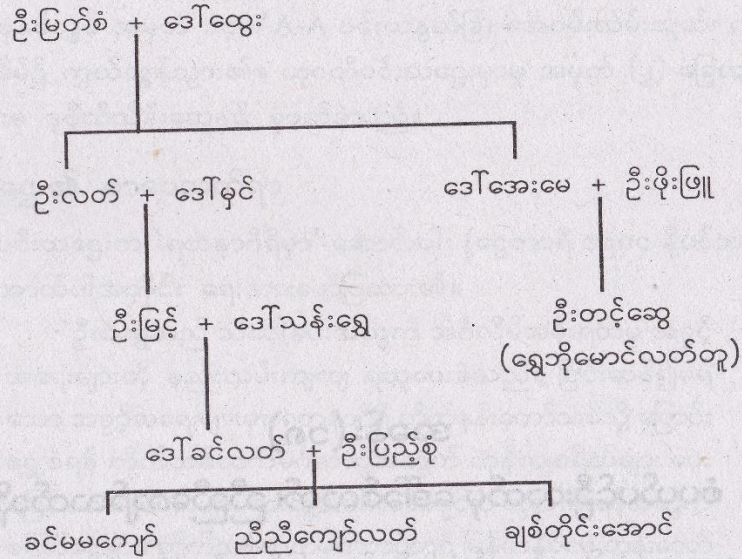 ဦးမြတ်စံ + ဒေါ်ထွေး
ဦးလတ် + ဒေါ်မှင် ဒေါ်အေးမေ + ဦးဖိုးဖြူ
ဦးမြင့် + ဒေါ်သန်းရွှေ ဦးတင်ဆွေ
(ရွှေဘိုမောင်လတ်တူ)
ဒေါ်ခင်လတ် + ဦးပြည့်စုံ
ခင်မမကျော် ညီညီကျော်လတ် ချစ်တိုင်းအောင်